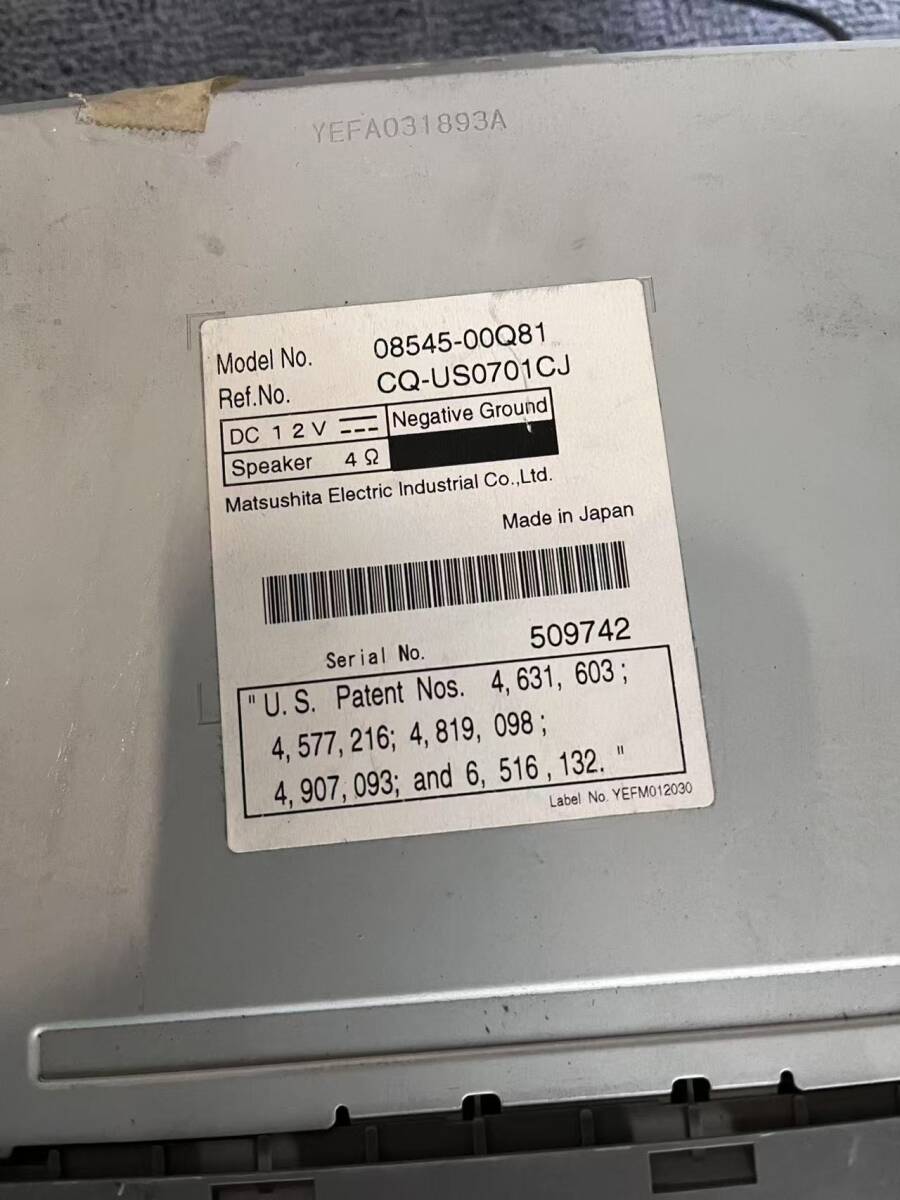 YEFA031893A
Model No. 08545-00Q81
Ref.No. CQ-US0701CJ
DC 12V Negative Ground
Speaker 4Ω
Matsushita Electric Industrial Co.,Ltd.
Made in Japan
Serial No. 509742
"U.S. Patent Nos. 4,631,603;
4,577,216; 4,819,098;
4,907,093; and 6,516,132."
Label No. YEFM012030